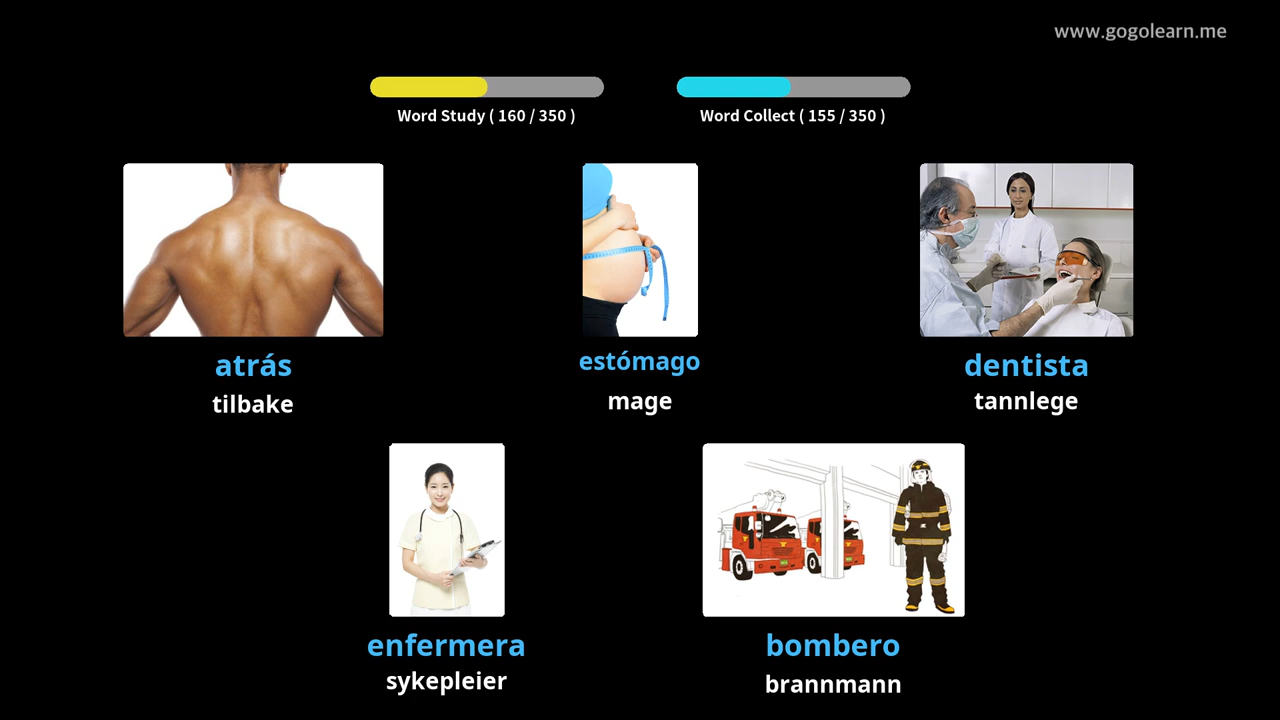 www.gogolearn.me
Word Study ( 160 / 350 )
Word Collect ( 155 / 350 )
atrás
tilbake
estómago
mage
dentista
tannlege
enfermera
sykepleier
bombero
brannmann